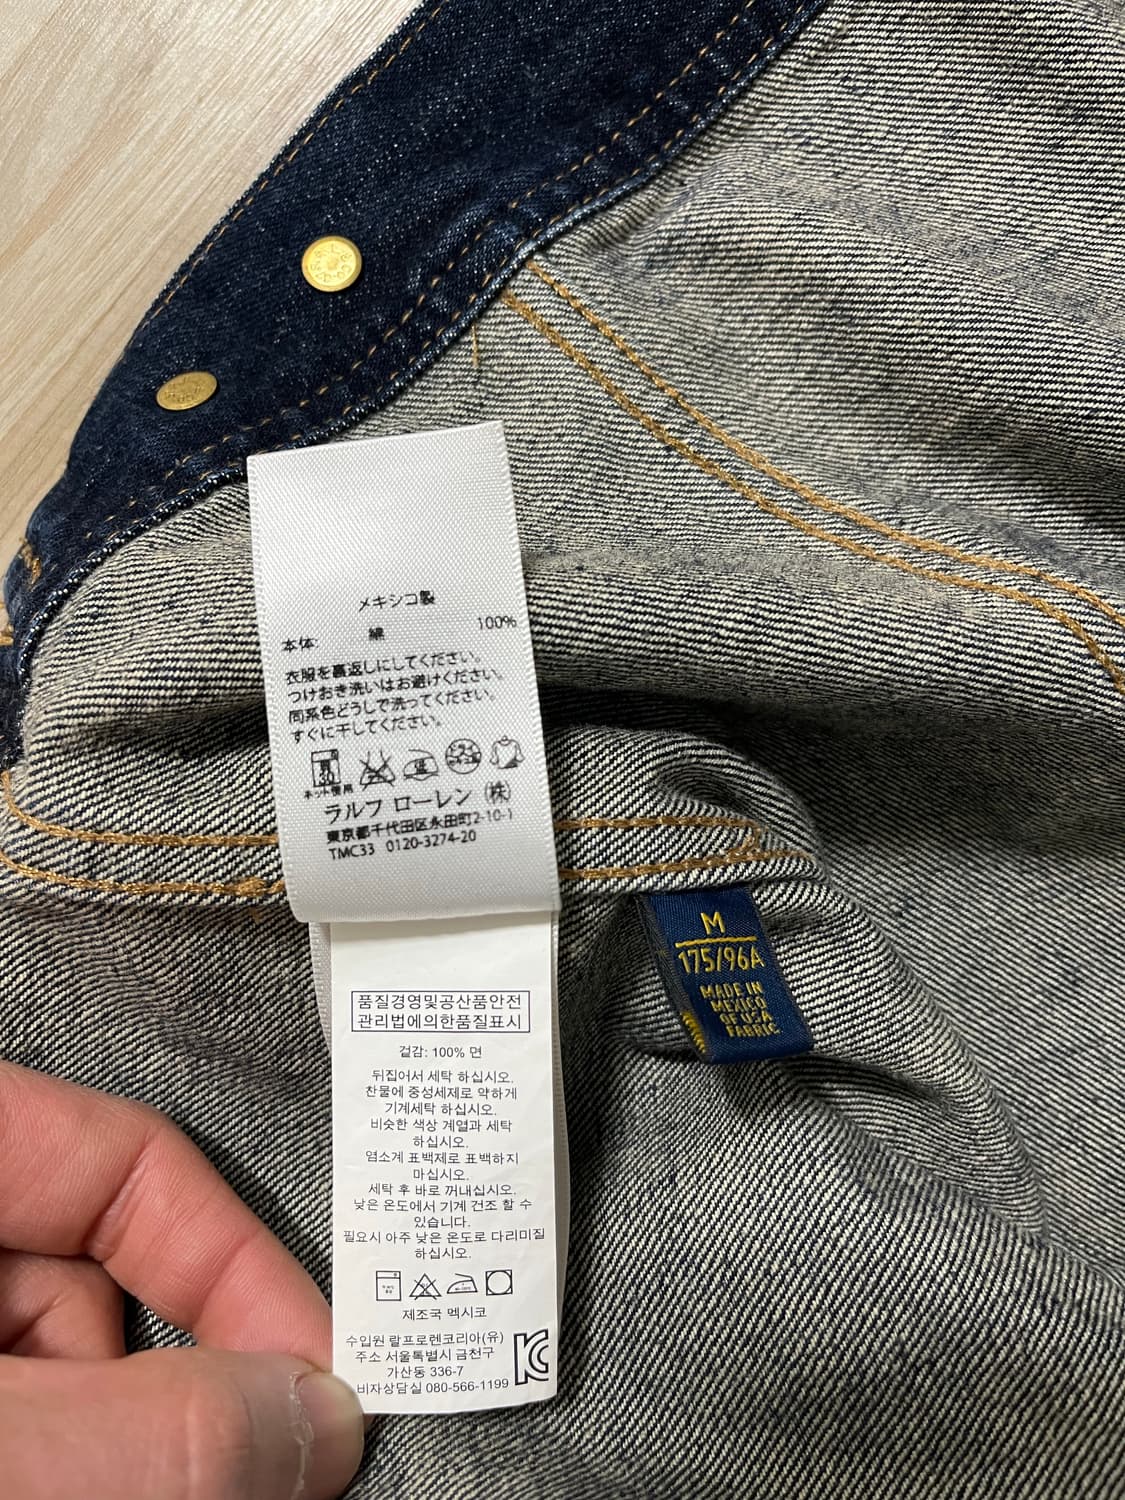 メキシコ製
本体: 綿 100%
衣服を裏返しにしてください。
つけおき洗いはお避けください。
同系色どうしで洗ってください。
すぐに干してください。
ネット使用
ラルフ ローレン (株)
東京都千代田区永田町2-10-1
TMC33 0120-3274-20
M
175/96A
MADE IN
MEXICO
OF USA
FABRIC
품질경영및공산품안전
관리법에의한품질표시
겉감: 100% 면
뒤집어서 세탁 하십시오.
찬물에 중성세제로 약하게
기계세탁 하십시오.
비슷한 색상 계열과 세탁
하십시오.
염소계 표백제로 표백하지
마십시오.
세탁 후 바로 꺼내십시오.
낮은 온도에서 기계 건조 할 수
있습니다.
필요시 아주 낮은 온도로 다리미질
하십시오.
제조국 멕시코
수입원 랄프로렌코리아(유)
주소 서울특별시 금천구
가산동 336-7
비자상담실 080-566-1199